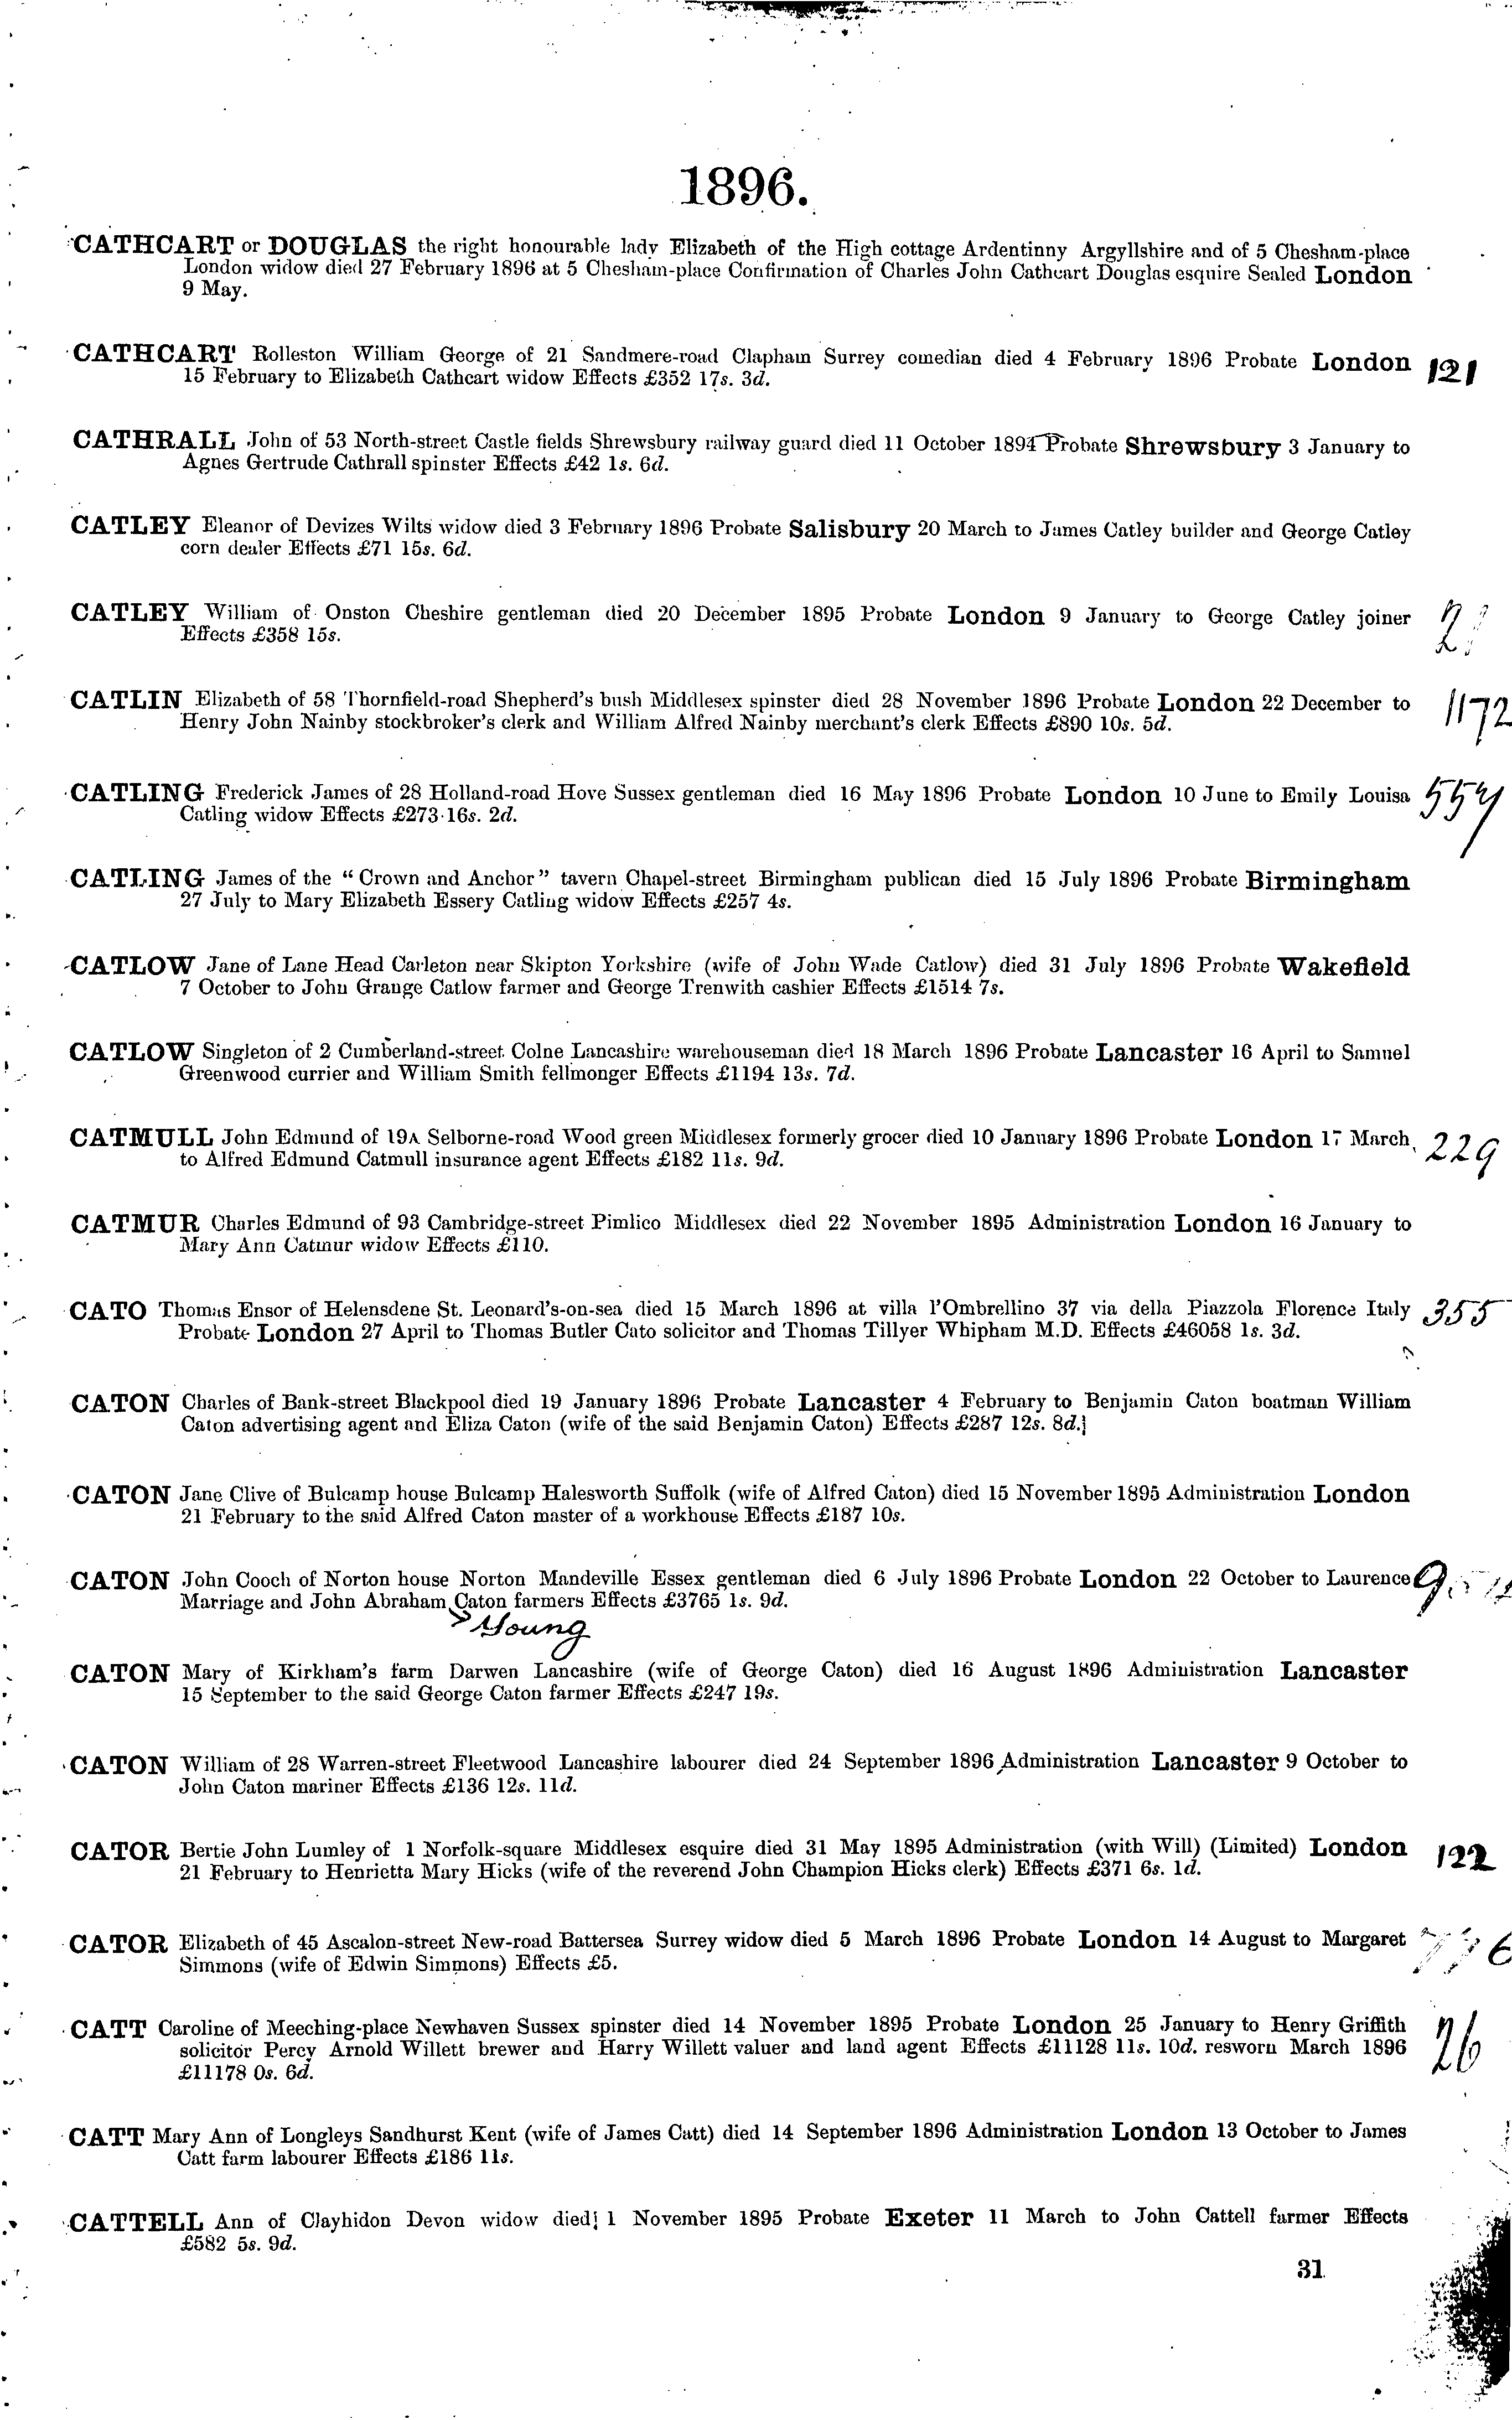 1896.
CATHCART or DOUGLAS the right honourable lady Elizabeth of the High cottage Ardentinny Argyllshire and of 5 Chesham-place
London widow died 27 February 1896 at 5 Chesham-place Confirmation of Charles John Cathcart Douglas esquire Sealed London
9 May.
CATHCART Rolleston William George of 21 Sandmere-road Clapham Surrey comedian died 4 February 1896 Probate London 121
15 February to Elizabeth Cathcart widow Effects £352 17s. 3d.
CATHRALL John of 53 North-street Castle fields Shrewsbury railway guard died 11 October 1894 Probate Shrewsbury 3 January to
Agnes Gertrude Cathrall spinster Effects £42 1s. 6d.
CATLEY Eleanor of Devizes Wilts widow died 3 February 1896 Probate Salisbury 20 March to James Catley builder and George Catley
corn dealer Effects £71 15s. 6d.
CATLEY William of Onston Cheshire gentleman died 20 December 1895 Probate London 9 January to George Catley joiner
Effects £358 15s.
CATLIN Elizabeth of 58 Thornfield-road Shepherd's bush Middlesex spinster died 28 November 1896 Probate London 22 December to 1172
Henry John Nainby stockbroker's clerk and William Alfred Nainby merchant's clerk Effects £890 10s. 5d.
CATLING Frederick James of 28 Holland-road Hove Sussex gentleman died 16 May 1896 Probate London 10 June to Emily Louisa
Catling widow Effects £273 16s. 2d.
CATLING James of the "Crown and Anchor" tavern Chapel-street Birmingham publican died 15 July 1896 Probate Birmingham
27 July to Mary Elizabeth Essery Catling widow Effects £257 4s.
CATLOW Jane of Lane Head Carleton near Skipton Yorkshire (wife of John Wade Catlow) died 31 July 1896 Probate Wakefield
7 October to John Grange Catlow farmer and George Trenwith cashier Effects £1514 7s.
CATLOW Singleton of 2 Cumberland-street Colne Lancashire warehouseman died 18 March 1896 Probate Lancaster 16 April to Samuel
Greenwood currier and William Smith fellmonger Effects £1194 13s. 7d.
CATMULL John Edmund of 19A Selborne-road Wood green Middlesex formerly grocer died 10 January 1896 Probate London 17 March 229
to Alfred Edmund Catmull insurance agent Effects £182 11s. 9d.
CATMUR Charles Edmund of 93 Cambridge-street Pimlico Middlesex died 22 November 1895 Administration London 16 January to
Mary Ann Catmur widow Effects £110.
CATO Thomas Ensor of Helensdene St. Leonard's-on-sea died 15 March 1896 at villa l'Ombrellino 37 via della Piazzola Florence Italy 355
Probate London 27 April to Thomas Butler Cato solicitor and Thomas Tillyer Whipham M.D. Effects £46058 1s. 3d.
CATON Charles of Bank-street Blackpool died 19 January 1896 Probate Lancaster 4 February to Benjamin Caton boatman William
Caton advertising agent and Eliza Caton (wife of the said Benjamin Caton) Effects £287 12s. 8d.
CATON Jane Clive of Bulcamp house Bulcamp Halesworth Suffolk (wife of Alfred Caton) died 15 November 1895 Administration London
21 February to the said Alfred Caton master of a workhouse Effects £187 10s.
CATON John Cooch of Norton house Norton Mandeville Essex gentleman died 6 July 1896 Probate London 22 October to Laurence
Marriage and John Abraham Caton farmers Effects £3765 1s. 9d.
Young
CATON Mary of Kirkham's farm Darwen Lancashire (wife of George Caton) died 16 August 1896 Administration Lancaster
15 September to the said George Caton farmer Effects £247 19s.
CATON William of 28 Warren-street Fleetwood Lancashire labourer died 24 September 1896 Administration Lancaster 9 October to
John Caton mariner Effects £136 12s. 11d.
CATOR Bertie John Lumley of 1 Norfolk-square Middlesex esquire died 31 May 1895 Administration (with Will) (Limited) London 122
21 February to Henrietta Mary Hicks (wife of the reverend John Champion Hicks clerk) Effects £371 6s. 1d.
CATOR Elizabeth of 45 Ascalon-street New-road Battersea Surrey widow died 5 March 1896 Probate London 14 August to Margaret
Simmons (wife of Edwin Simmons) Effects £5.
CATT Caroline of Meeching-place Newhaven Sussex spinster died 14 November 1895 Probate London 25 January to Henry Griffith 26
solicitor Percy Arnold Willett brewer and Harry Willett valuer and land agent Effects £11128 11s. 10d. resworn March 1896
£11178 0s. 6d.
CATT Mary Ann of Longleys Sandhurst Kent (wife of James Catt) died 14 September 1896 Administration London 13 October to James
Catt farm labourer Effects £186 11s.
CATTELL Ann of Clayhidon Devon widow died 1 November 1895 Probate Exeter 11 March to John Cattell farmer Effects
£582 5s. 9d.
31